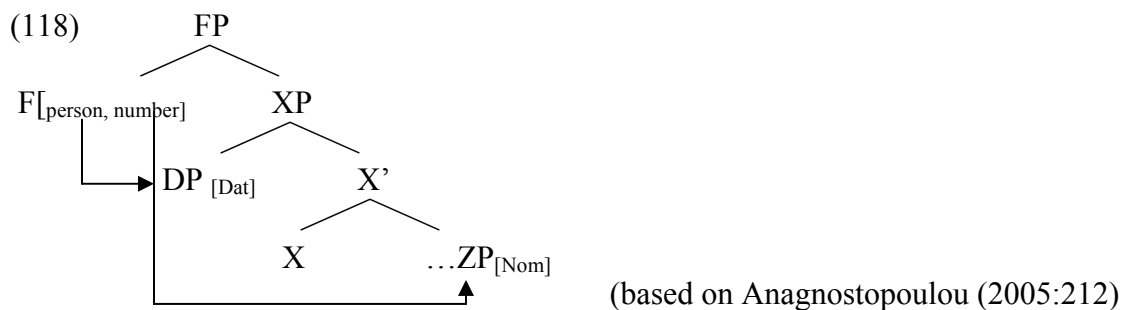 (118) FP
F[person, number] XP
DP [Dat] X’
X …ZP[Nom]
(based on Anagnostopoulou (2005:212)